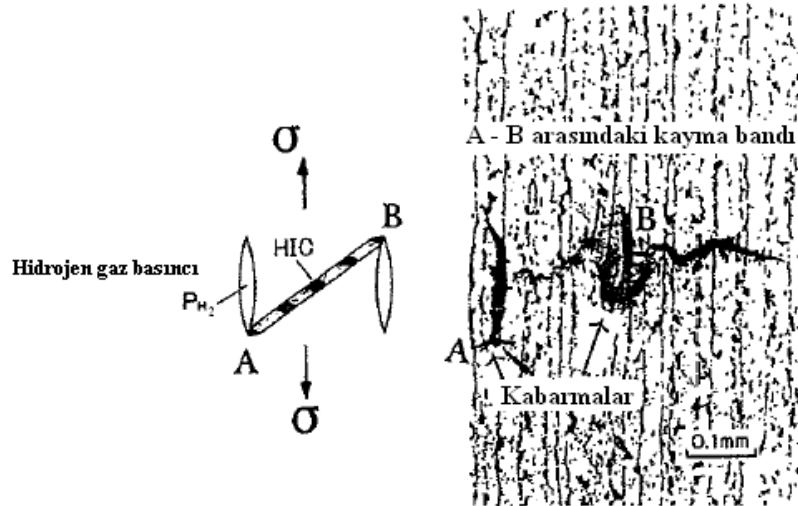 σ
B
HIC
Hidrojen gaz basıncı
PH₂
A
σ
A - B arasındaki kayma bandı
B
A
Kabarmalar
0.1mm